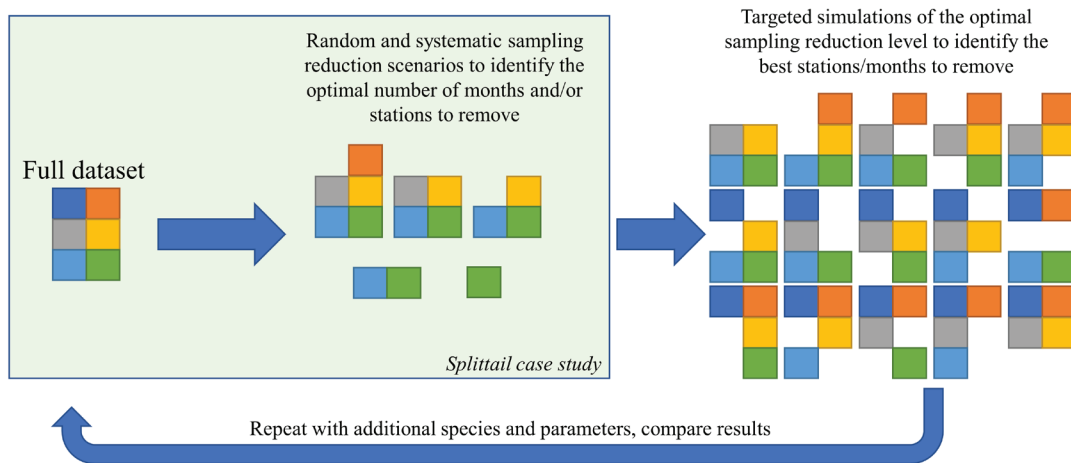 Random and systematic sampling
reduction scenarios to identify the
optimal number of months and/or
stations to remove
Full dataset
Splittail case study
Targeted simulations of the optimal
sampling reduction level to identify the
best stations/months to remove
Repeat with additional species and parameters, compare results